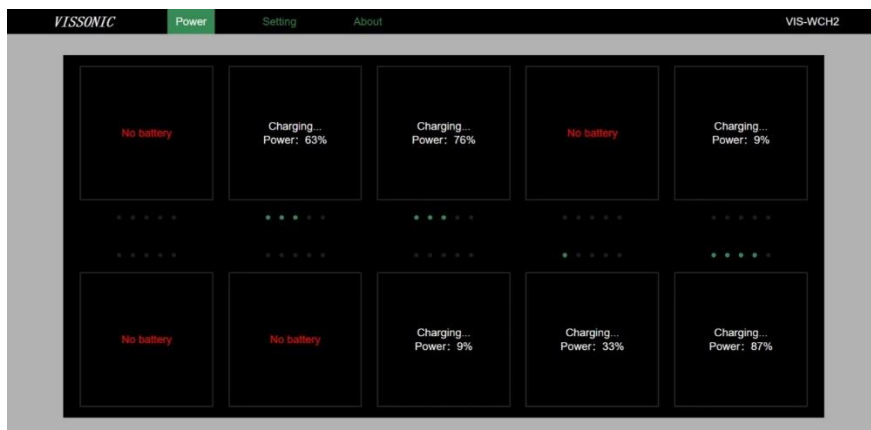 VISSONIC Power Setting About VIS-WCH2
No battery
Charging...
Power: 63%
Charging...
Power: 76%
No battery
Charging...
Power: 9%
No battery
No battery
Charging...
Power: 9%
Charging...
Power: 33%
Charging...
Power: 87%